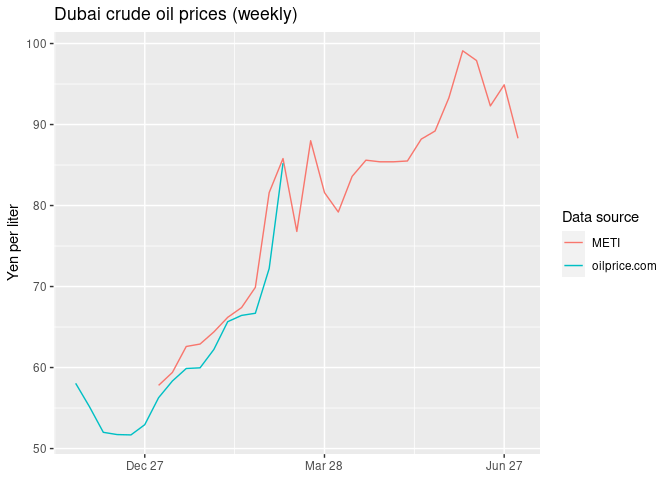 Dubai crude oil prices (weekly)
100
90
80
70
60
50
Yen per liter
Dec 27
Mar 28
Jun 27
Data source
METI
oilprice.com